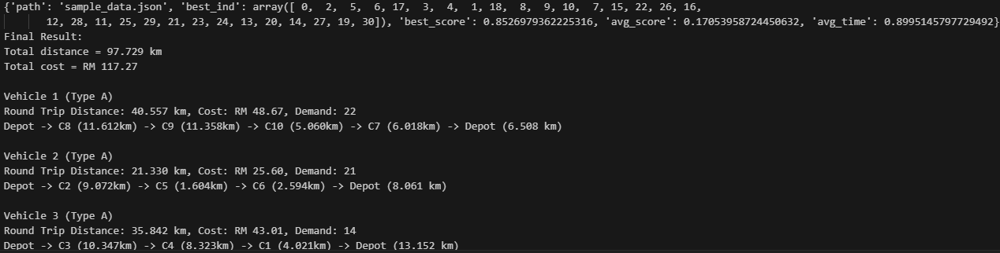 {'path': 'sample_data.json', 'best_ind': array([ 0,  2,  5,  6, 17,  3,  4,  1, 18,  8,  9, 10,  7, 15, 22, 26, 16,
       12, 28, 11, 25, 29, 21, 23, 24, 13, 20, 14, 27, 19, 30]), 'best_score': 0.8526979362225316, 'avg_score': 0.17053958724450632, 'avg_time': 0.8995145797729492}
Final Result:
Total distance = 97.729 km
Total cost = RM 117.27
Vehicle 1 (Type A)
Round Trip Distance: 40.557 km, Cost: RM 48.67, Demand: 22
Depot -> C8 (11.612km) -> C9 (11.358km) -> C10 (5.060km) -> C7 (6.018km) -> Depot (6.508 km)
Vehicle 2 (Type A)
Round Trip Distance: 21.330 km, Cost: RM 25.60, Demand: 21
Depot -> C2 (9.072km) -> C5 (1.604km) -> C6 (2.594km) -> Depot (8.061 km)
Vehicle 3 (Type A)
Round Trip Distance: 35.842 km, Cost: RM 43.01, Demand: 14
Depot -> C3 (10.347km) -> C4 (8.323km) -> C1 (4.021km) -> Depot (13.152 km)